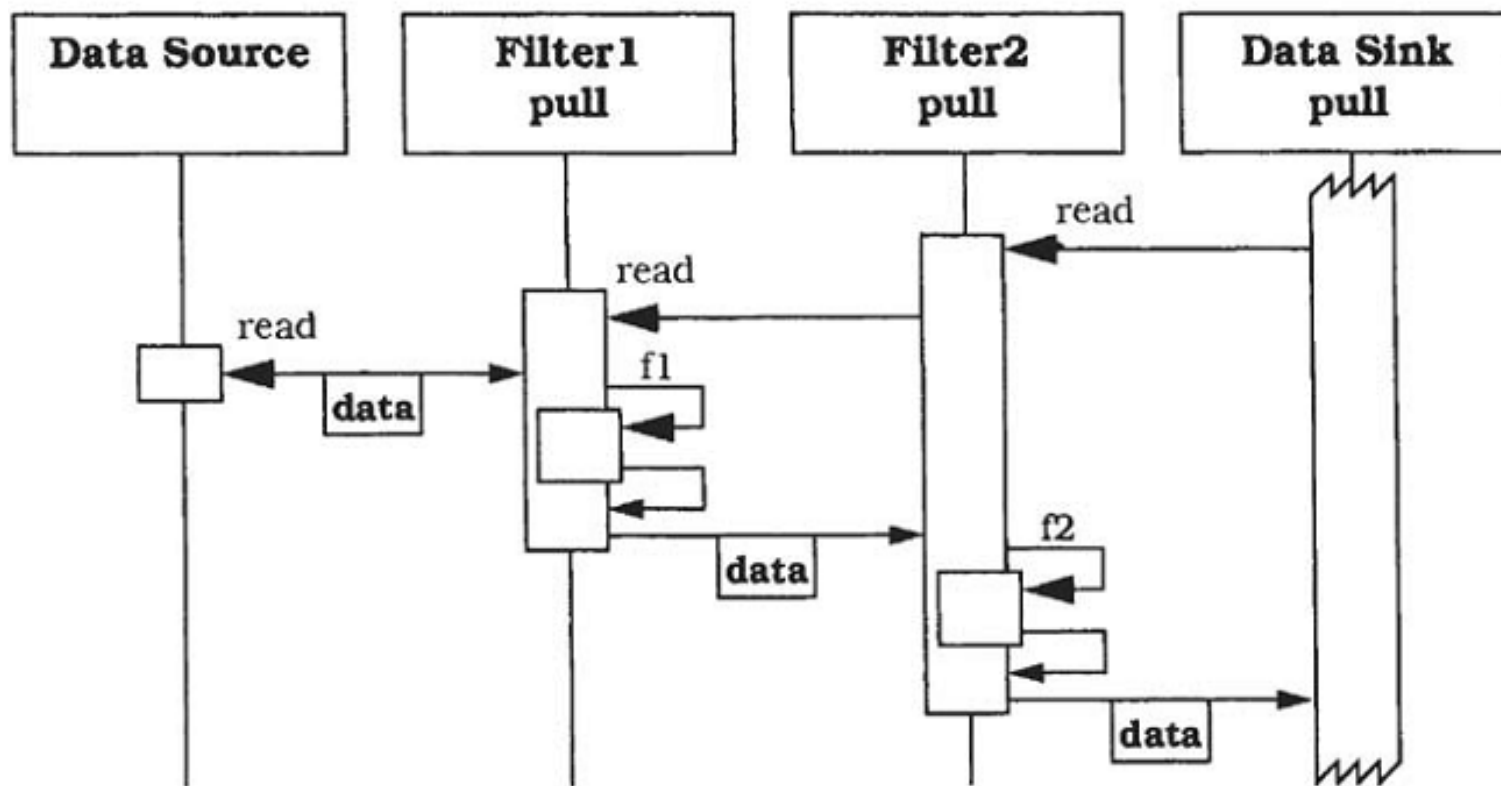 Data Source
Filter1
pull
Filter2
pull
Data Sink
pull
read
read
read
f1
data
f2
data
data